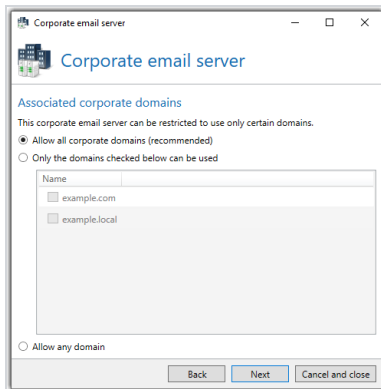 Corporate email server
Corporate email server
Associated corporate domains
This corporate email server can be restricted to use only certain domains.
Allow all corporate domains (recommended)
Only the domains checked below can be used
Name
example.com
example.local
Allow any domain
Back Next Cancel and close